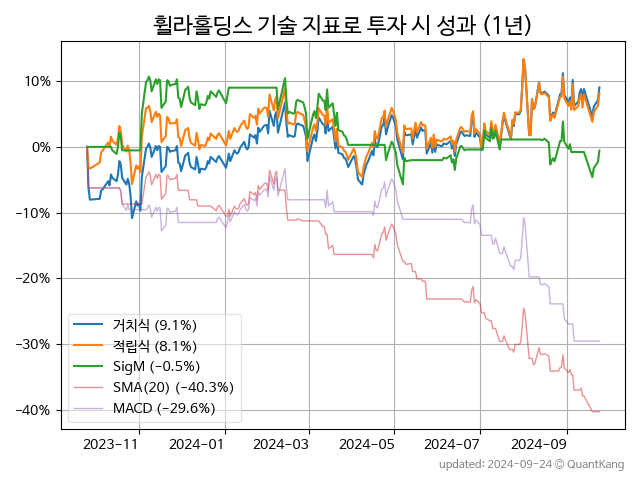 휠라홀딩스 기술 지표로 투자 시 성과 (1년)
10%
0%
−10%
−20%
−30%
−40%
거치식 (9.1%)
적립식 (8.1%)
SigM (−0.5%)
SMA(20) (−40.3%)
MACD (−29.6%)
2023-11 2024-01 2024-03 2024-05 2024-07 2024-09
updated: 2024-09-24 © QuantKang